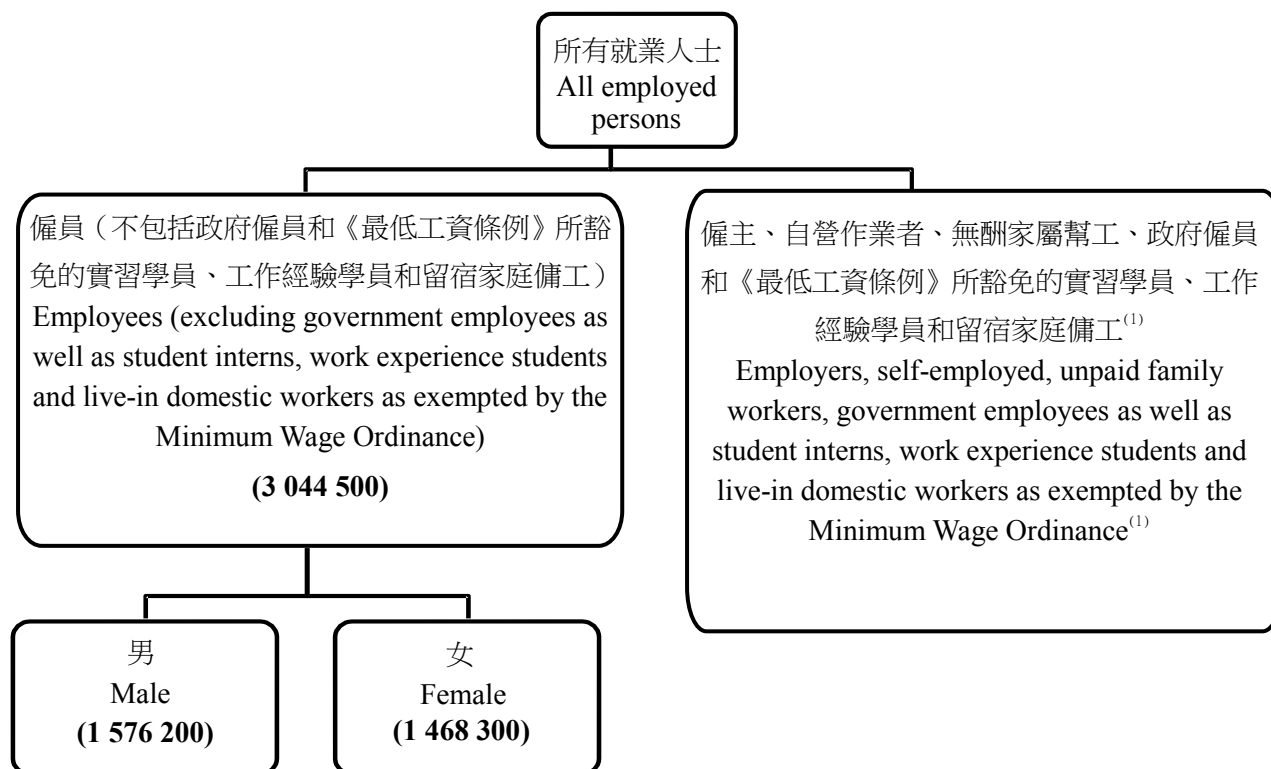 所有就業人士
All employed
persons
僱員（不包括政府僱員和《最低工資條例》所豁
免的實習學員、工作經驗學員和留宿家庭傭工）
Employees (excluding government employees as
well as student interns, work experience students
and live-in domestic workers as exempted by the
Minimum Wage Ordinance)
(3 044 500)
僱主、自營作業者、無酬家屬幫工、政府僱員
和《最低工資條例》所豁免的實習學員、工作
經驗學員和留宿家庭傭工(1)
Employers, self-employed, unpaid family
workers, government employees as well as
student interns, work experience students and
live-in domestic workers as exempted by the
Minimum Wage Ordinance(1)
男
Male
(1 576 200)
女
Female
(1 468 300)